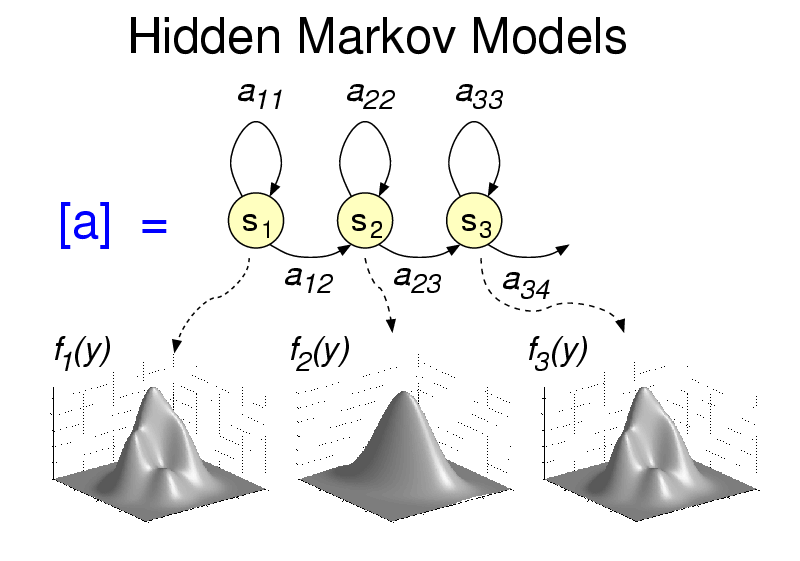 Hidden Markov Models
a11 a22 a33
[a] = s1 s2 s3
a12 a23 a34
f1(y) f2(y) f3(y)